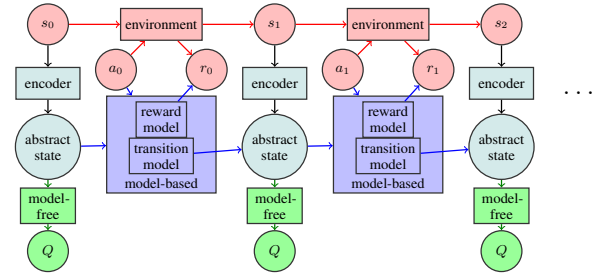 s₀ environment s₁ environment s₂
a₀ r₀ a₁ r₁
encoder encoder encoder
. . .
reward reward
model model
abstract abstract abstract
state state state
transition transition
model model
model-based model-based
model- model- model-
free free free
Q Q Q